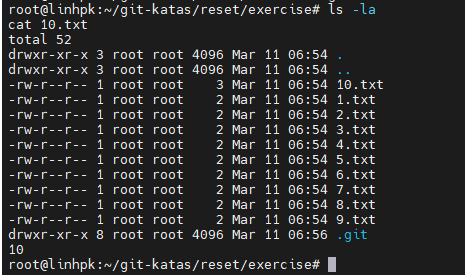 root@linhpk:~/git-katas/reset/exercise# ls -la
cat 10.txt
total 52
drwxr-xr-x 3 root root 4096 Mar 11 06:54 .
drwxr-xr-x 3 root root 4096 Mar 11 06:54 ..
-rw-r--r-- 1 root root    3 Mar 11 06:54 10.txt
-rw-r--r-- 1 root root    2 Mar 11 06:54 1.txt
-rw-r--r-- 1 root root    2 Mar 11 06:54 2.txt
-rw-r--r-- 1 root root    2 Mar 11 06:54 3.txt
-rw-r--r-- 1 root root    2 Mar 11 06:54 4.txt
-rw-r--r-- 1 root root    2 Mar 11 06:54 5.txt
-rw-r--r-- 1 root root    2 Mar 11 06:54 6.txt
-rw-r--r-- 1 root root    2 Mar 11 06:54 7.txt
-rw-r--r-- 1 root root    2 Mar 11 06:54 8.txt
-rw-r--r-- 1 root root    2 Mar 11 06:54 9.txt
drwxr-xr-x 8 root root 4096 Mar 11 06:56 .git
10
root@linhpk:~/git-katas/reset/exercise#